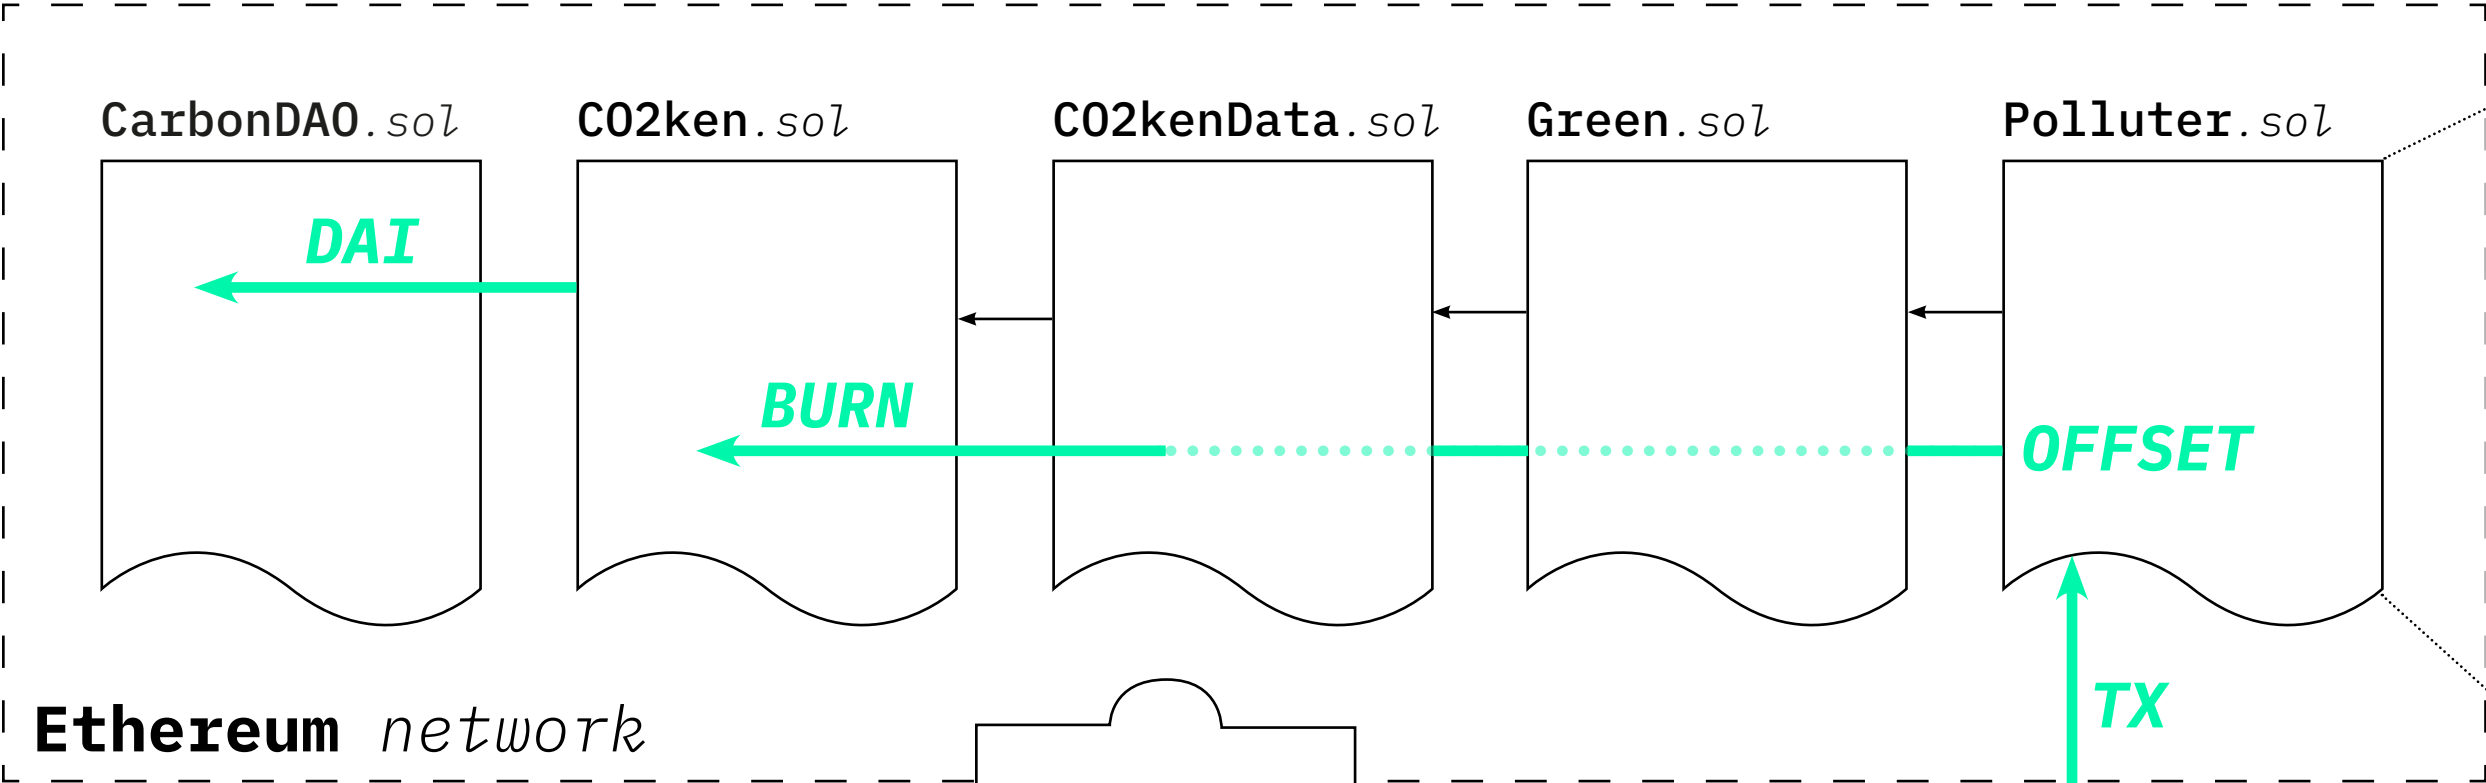 CarbonDAO.sol CO2ken.sol CO2kenData.sol Green.sol Polluter.sol
DAI
BURN
OFFSET
TX
Ethereum network